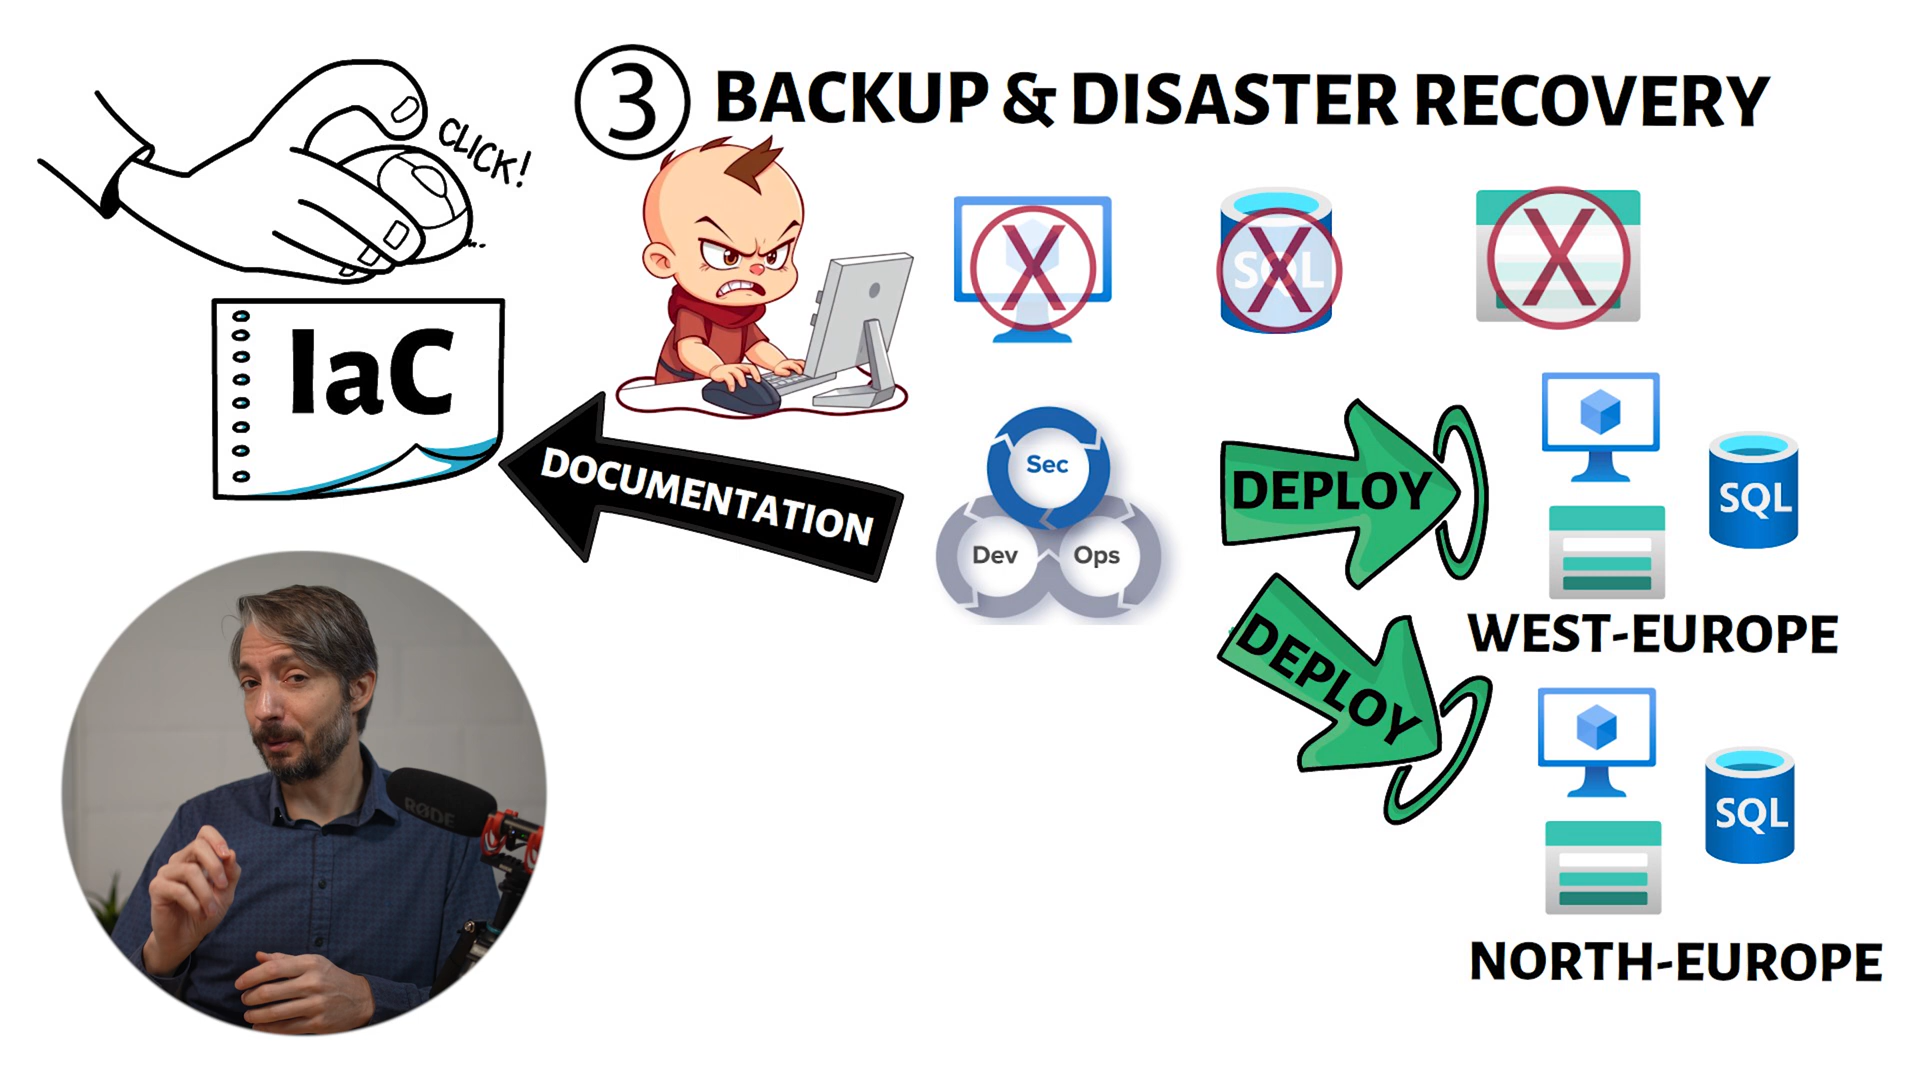 3 BACKUP & DISASTER RECOVERY
CLICK!
X
X
SQL
X
IaC
DOCUMENTATION
Sec
Dev
Ops
DEPLOY
SQL
WEST-EUROPE
DEPLOY
SQL
NORTH-EUROPE
RØDE